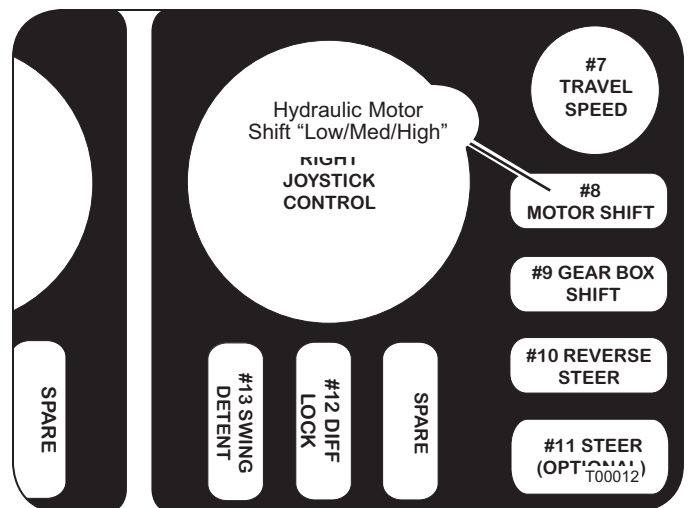 #7
TRAVEL
SPEED
Hydraulic Motor
Shift “Low/Med/High”
RIGHT
JOYSTICK
CONTROL
#8
MOTOR SHIFT
#9 GEAR BOX
SHIFT
#10 REVERSE
STEER
#11 STEER
(OPTIONAL)
T00012
SPARE
#13 SWING
DETENT
#12 DIFF
LOCK
SPARE